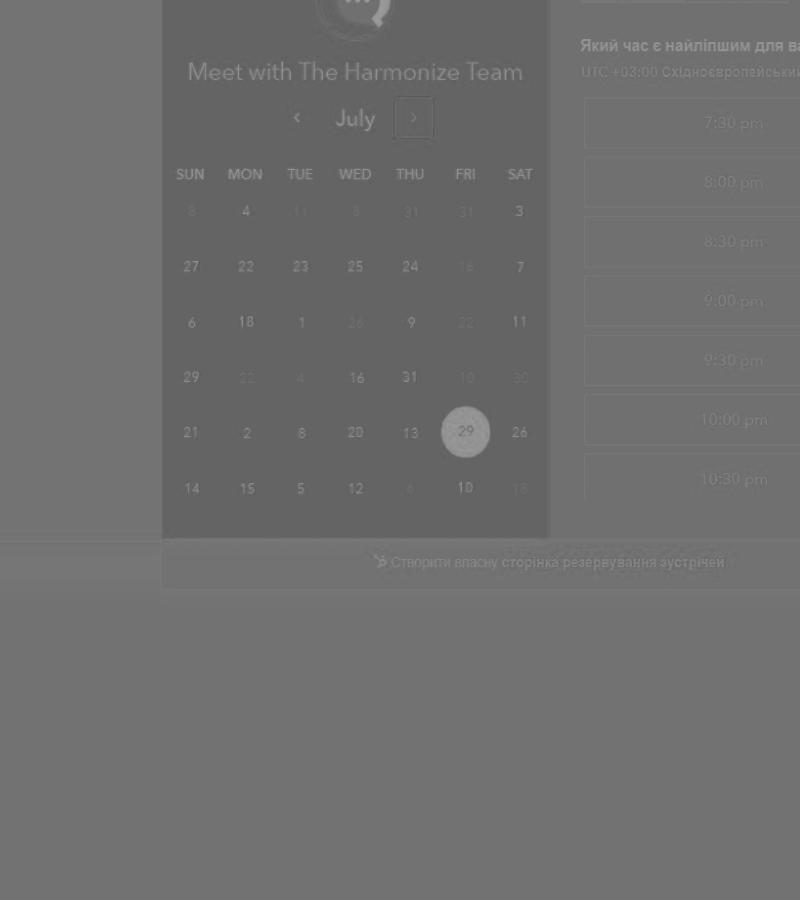 Meet with The Harmonize Team
July
SUN MON TUE WED THU FRI SAT
8 4 11 8 31 31 3
27 22 23 25 24 16 7
6 18 1 26 9 22 11
29 22 4 16 31 10 30
21 2 8 20 13 29 26
14 15 5 12 6 10 18
Який час є найліпшим для
UTC +03:00 Східноєвропейський
7:30 pm
8:00 pm
8:30 pm
9:00 pm
9:30 pm
10:00 pm
10:30 pm
Створити власну сторінка резервування зустрічей